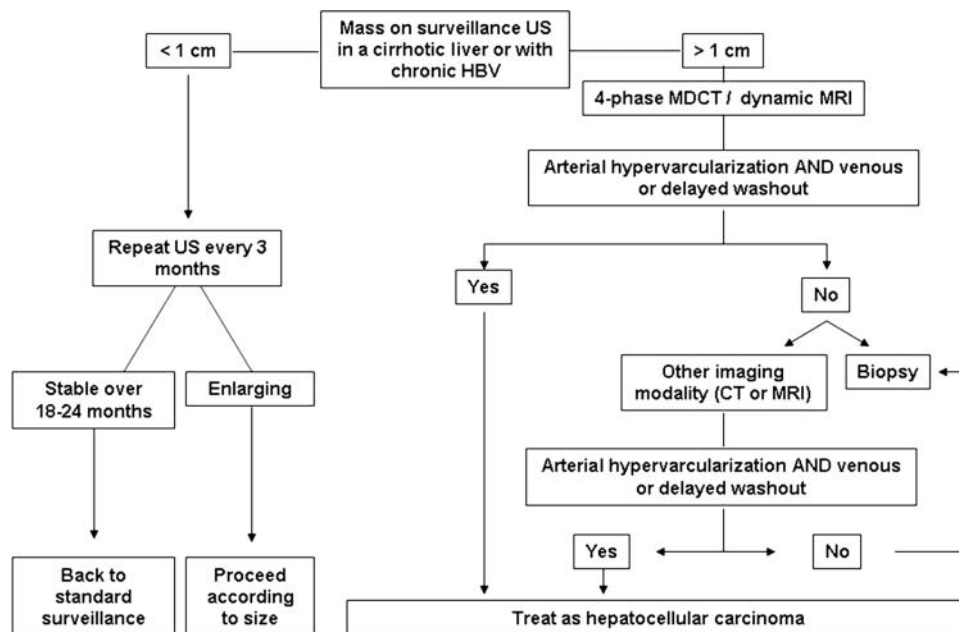 Mass on surveillance US
in a cirrhotic liver or with
chronic HBV
< 1 cm
> 1 cm
4-phase MDCT / dynamic MRI
Arterial hypervarcularization AND venous
or delayed washout
Repeat US every 3
months
Yes
No
Stable over
18-24 months
Enlarging
Other imaging
modality (CT or MRI)
Biopsy
Arterial hypervarcularization AND venous
or delayed washout
Yes
No
Back to
standard
surveillance
Proceed
according
to size
Treat as hepatocellular carcinoma